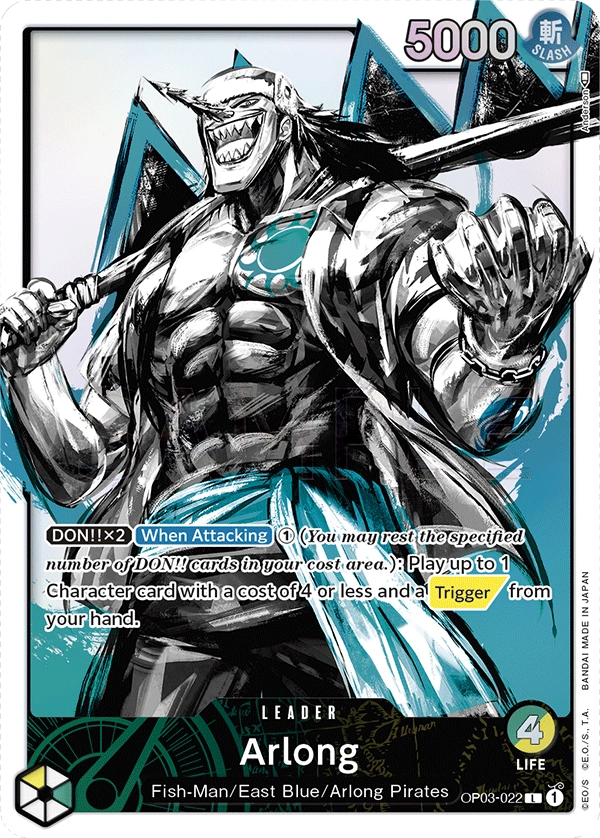 5000
斬
SLASH
Anderson
DON!!×2 When Attacking ① (You may rest the specified
number of DON!! cards in your cost area.): Play up to 1
Character card with a cost of 4 or less and a Trigger from
your hand.
LEADER
4
LIFE
Arlong
Fish-Man/East Blue/Arlong Pirates
OP03-022 L 1
©E.O./S ©E.O./S., T.A. BANDAI MADE IN JAPAN